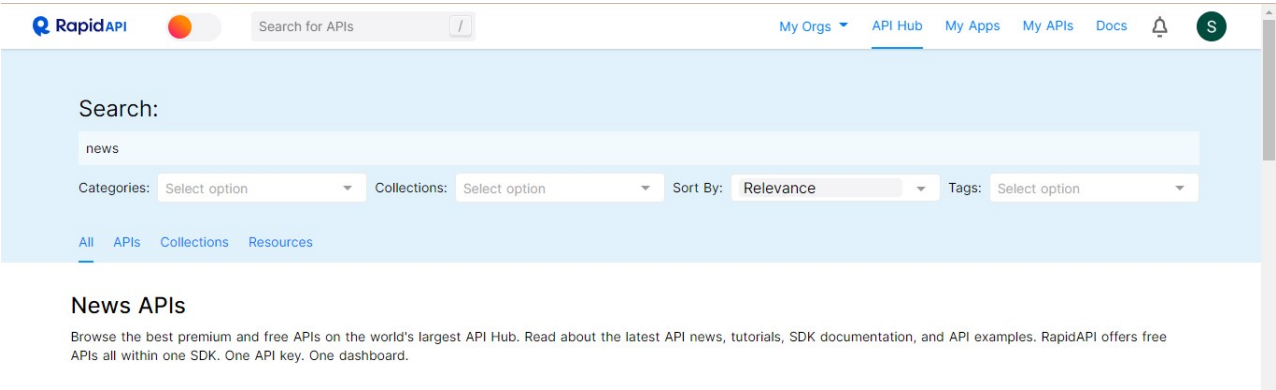 RapidAPI Search for APIs / My Orgs API Hub My Apps My APIs Docs S
Search:
news
Categories: Select option Collections: Select option Sort By: Relevance Tags: Select option
All APIs Collections Resources
News APIs
Browse the best premium and free APIs on the world's largest API Hub. Read about the latest API news, tutorials, SDK documentation, and API examples. RapidAPI offers free
APIs all within one SDK. One API key. One dashboard.